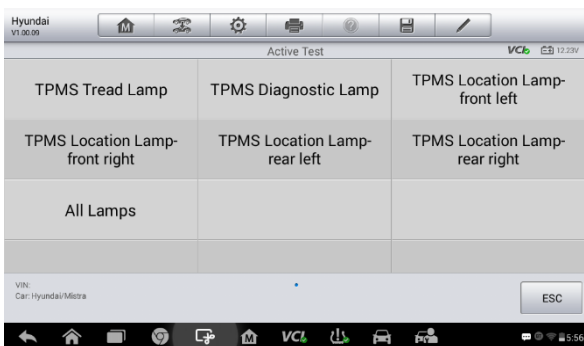 Hyundai
V1.00.09
Active Test
VCI
12.23V
TPMS Tread Lamp
TPMS Diagnostic Lamp
TPMS Location Lamp-
front left
TPMS Location Lamp-
front right
TPMS Location Lamp-
rear left
TPMS Location Lamp-
rear right
All Lamps
VIN:
Car: Hyundai/Mistra
ESC
VCI
5:56